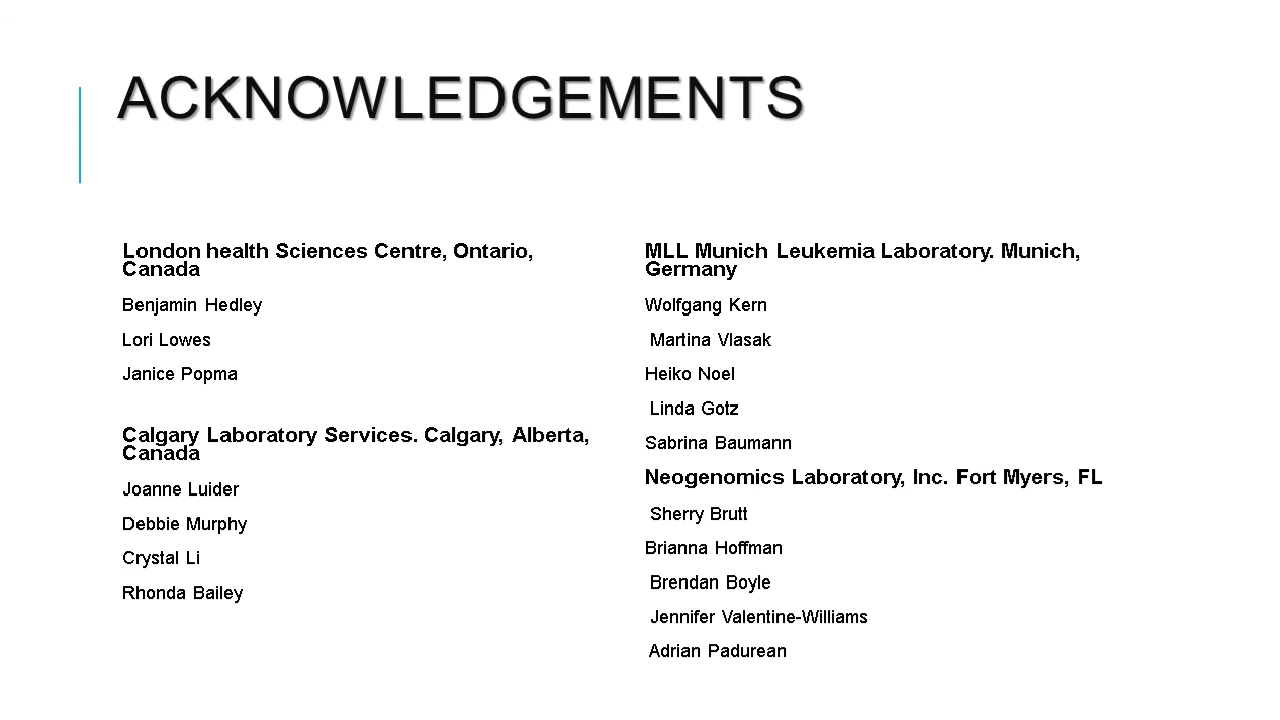 ACKNOWLEDGEMENTS
London health Sciences Centre, Ontario,
Canada
Benjamin Hedley
Lori Lowes
Janice Popma
Calgary Laboratory Services. Calgary, Alberta,
Canada
Joanne Luider
Debbie Murphy
Crystal Li
Rhonda Bailey
MLL Munich Leukemia Laboratory. Munich,
Germany
Wolfgang Kern
Martina Vlasak
Heiko Noel
Linda Gotz
Sabrina Baumann
Neogenomics Laboratory, Inc. Fort Myers, FL
Sherry Brutt
Brianna Hoffman
Brendan Boyle
Jennifer Valentine-Williams
Adrian Padurean